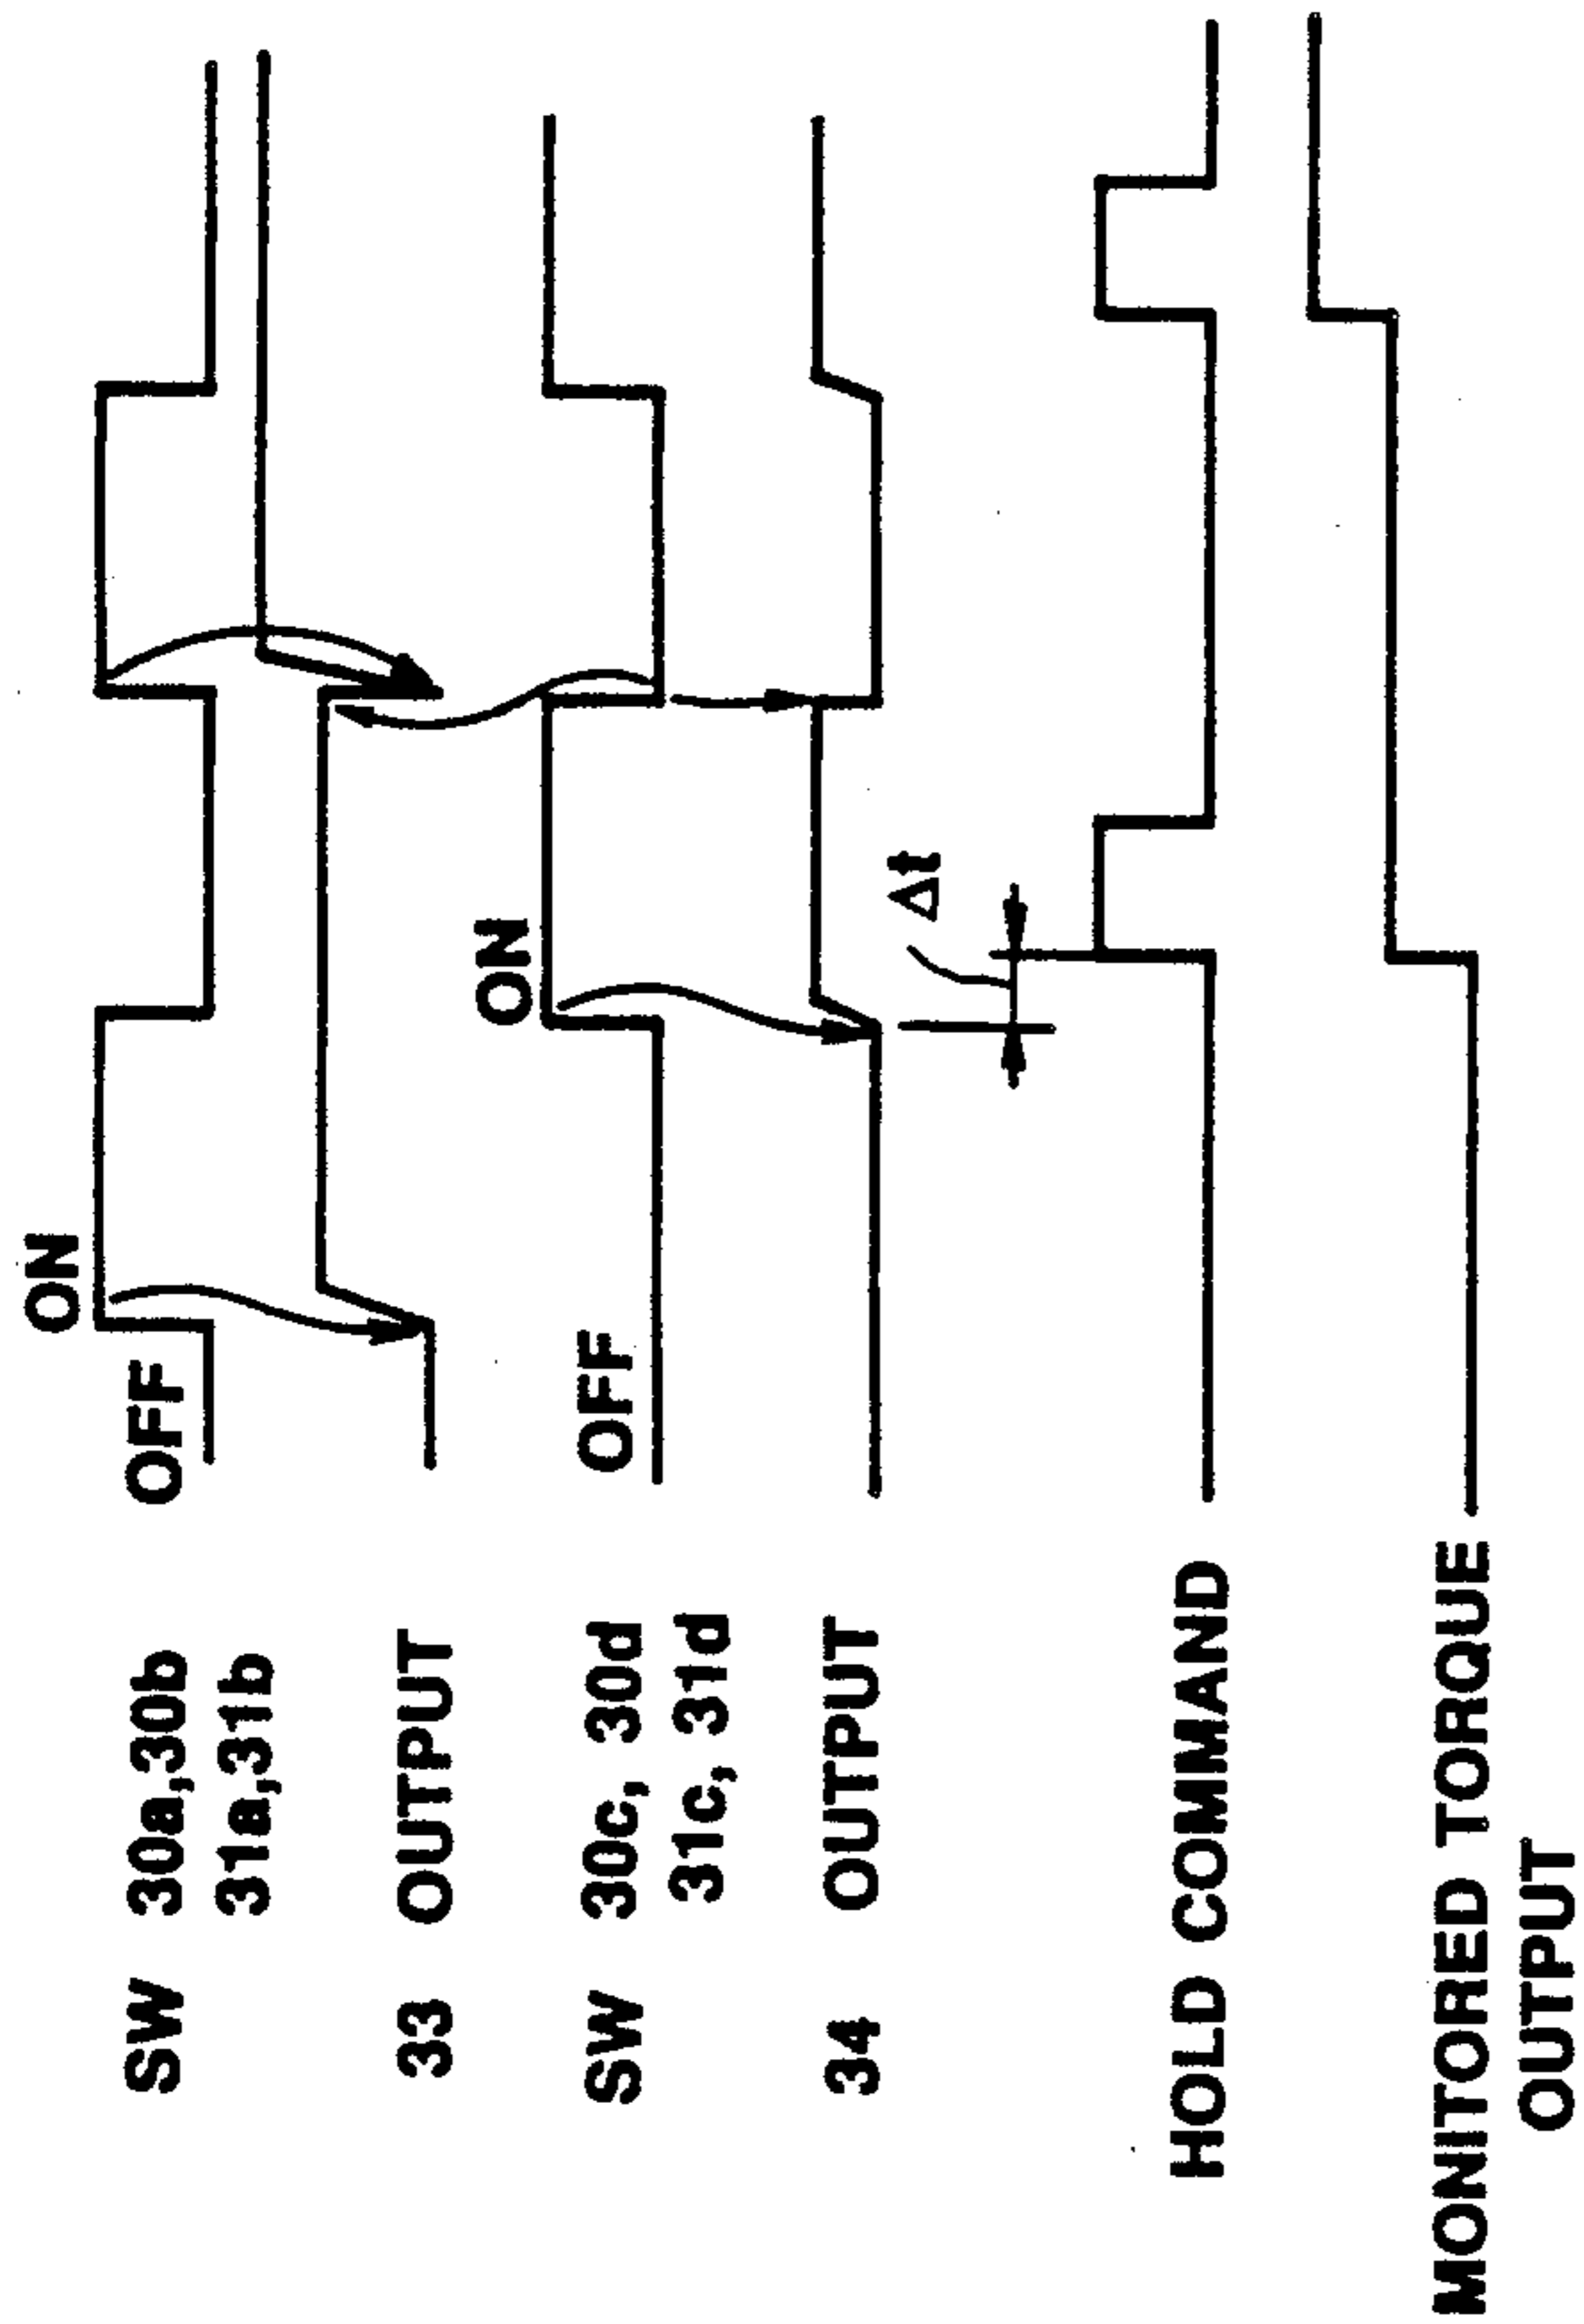 ON
OFF
SW 30a,30b
31a,31b
33 OUTPUT
ON
OFF
SW 30c, 30d
31c, 31d
34 OUTPUT
Δt
HOLD COMMAND
MONITORED TORQUE
OUTPUT